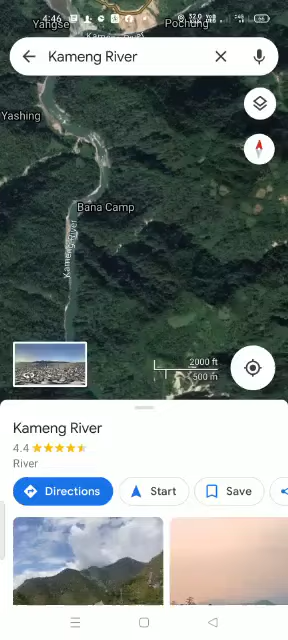 4:46
Yangse
Pochung
Kameng River
Yashing
Bana Camp
Kameng River
2000 ft
500 m
Kameng River
4.4
River
Directions
Start
Save